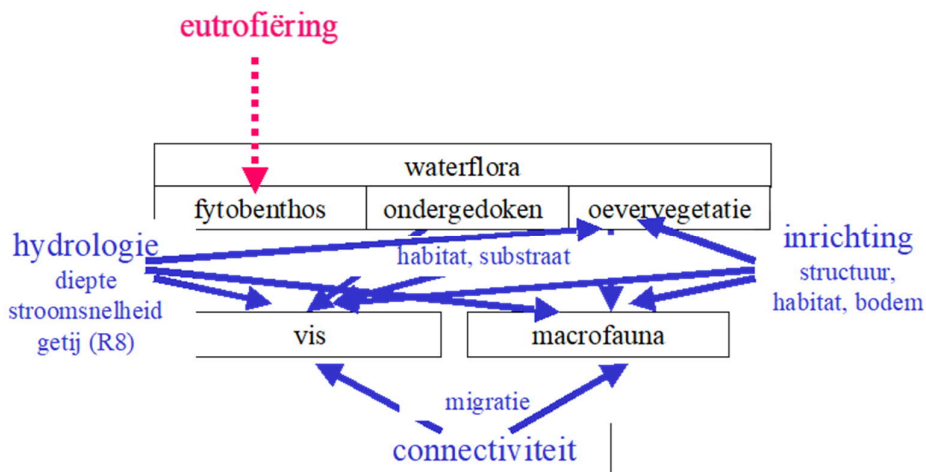 eutrofiëring
waterflora
fytobenthos
ondergedoken
oevervegetatie
hydrologie
diepte
stroomsnelheid
getij (R8)
habitat, substraat
inrichting
structuur,
habitat, bodem
vis
macrofauna
migratie
connectiviteit